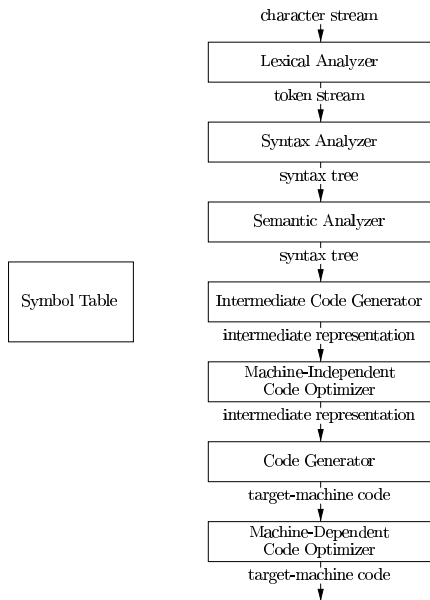 character stream
Lexical Analyzer
token stream
Syntax Analyzer
syntax tree
Semantic Analyzer
syntax tree
Symbol Table
Intermediate Code Generator
intermediate representation
Machine-Independent
Code Optimizer
intermediate representation
Code Generator
target-machine code
Machine-Dependent
Code Optimizer
target-machine code